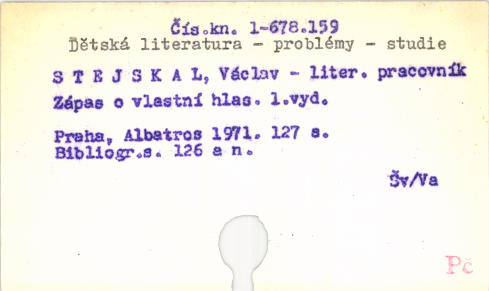 Čís.kn. 1-678.159
Dětská literatura - problémy - studie
S T E J S K A L, Václav - liter. pracovník
Zápas o vlastní hlas. 1.vyd.
Praha, Albatros 1971. 127 s.
Bibliogr.s. 126 a n.
Šv/Va
Pč